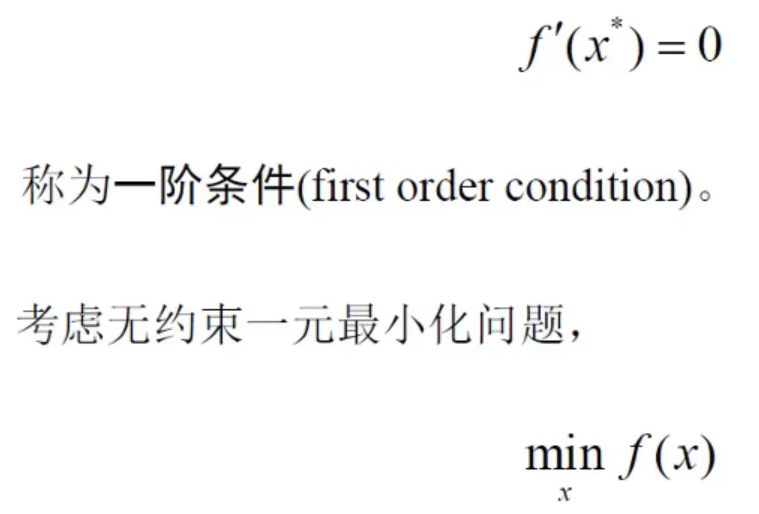 f′(x*) = 0
称为一阶条件(first order condition)。
考虑无约束一元最小化问题，
min f(x)
x